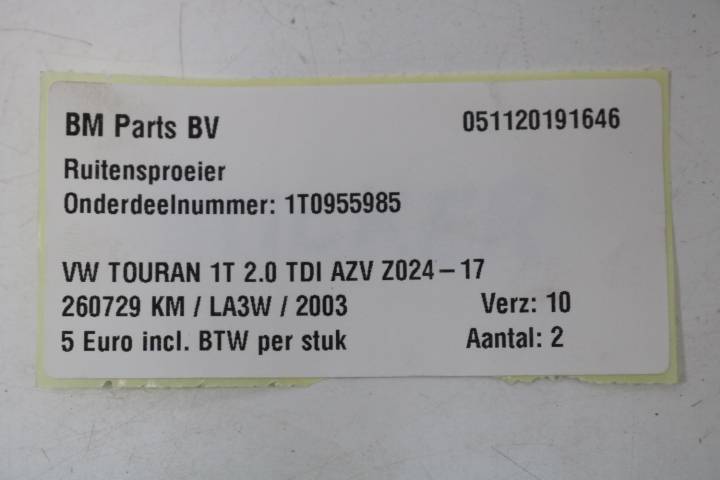 BM Parts BV 051120191646
Ruitensproeier
Onderdeelnummer: 1T0955985
VW TOURAN 1T 2.0 TDI AZV Z024-17
260729 KM / LA3W / 2003 Verz: 10
5 Euro incl. BTW per stuk Aantal: 2